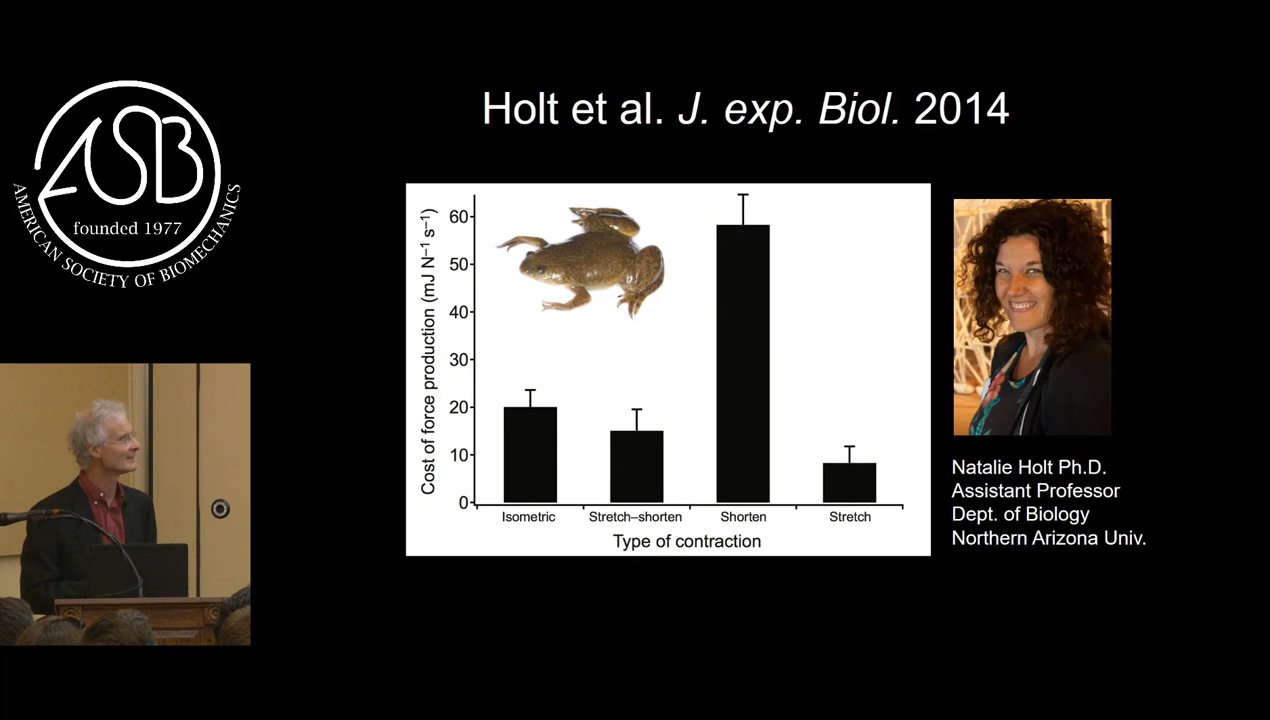 Holt et al. J. exp. Biol. 2014
ASB
founded 1977
AMERICAN SOCIETY OF BIOMECHANICS
Cost of force production (mJ N⁻¹ s⁻¹)
60
50
40
30
20
10
0
Isometric
Stretch–shorten
Shorten
Stretch
Type of contraction
Natalie Holt Ph.D.
Assistant Professor
Dept. of Biology
Northern Arizona Univ.